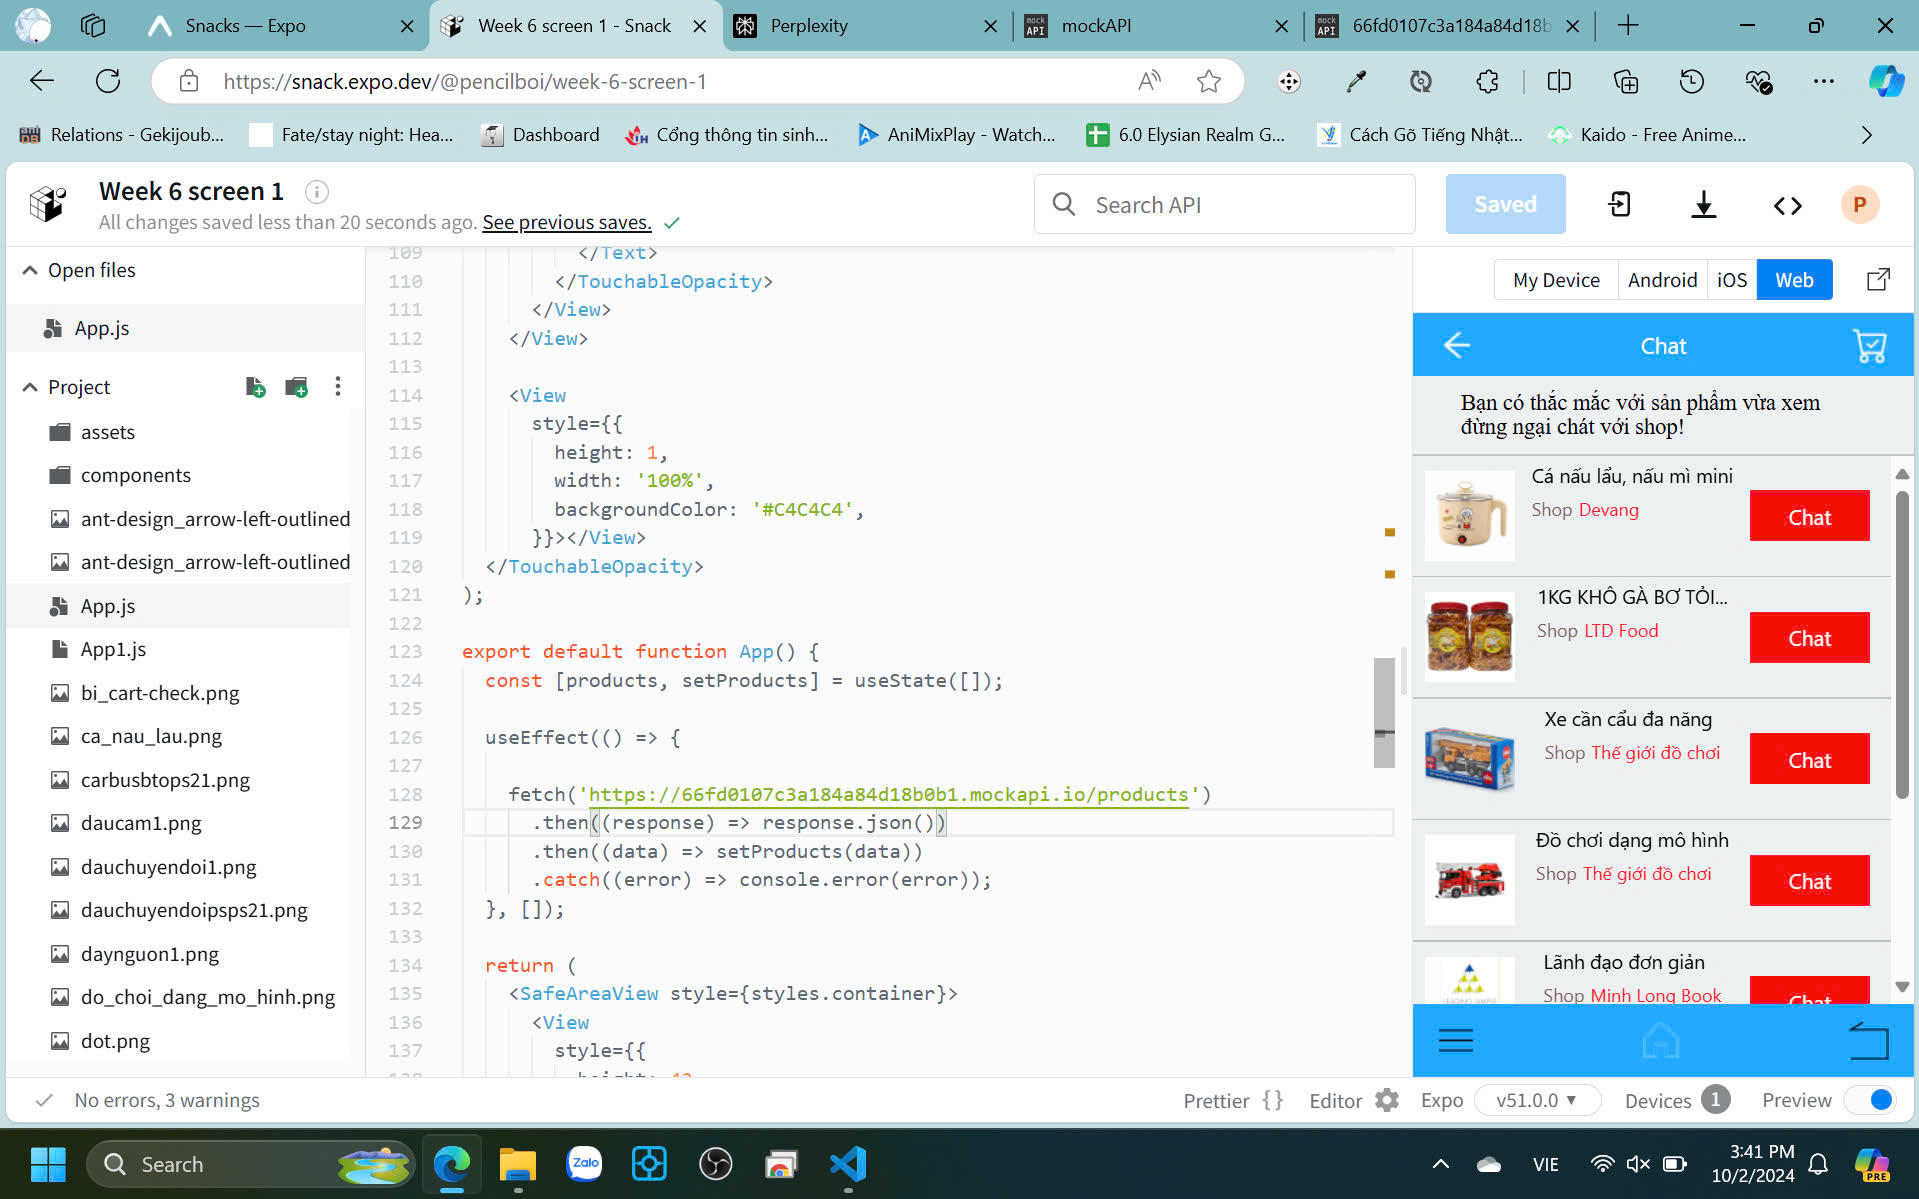 Snacks — Expo
Week 6 screen 1 - Snack
Perplexity
mockAPI
66fd0107c3a184a84d18b
https://snack.expo.dev/@pencilboi/week-6-screen-1
Relations - Gekijoub...
Fate/stay night: Hea...
Dashboard
Cổng thông tin sinh...
AniMixPlay - Watch...
6.0 Elysian Realm G...
Cách Gõ Tiếng Nhật...
Kaido - Free Anime...
Week 6 screen 1
All changes saved less than 20 seconds ago. See previous saves.
Search API
Saved
P
Open files
App.js
Project
assets
components
ant-design_arrow-left-outlined
ant-design_arrow-left-outlined
App.js
App1.js
bi_cart-check.png
ca_nau_lau.png
carbusbtops21.png
daucam1.png
dauchuyendoi1.png
dauchuyendoipsps21.png
daynguon1.png
do_choi_dang_mo_hinh.png
dot.png
109 </Text>
110 </TouchableOpacity>
111 </View>
112 </View>
113
114 <View
115 style={{
116 height: 1,
117 width: '100%',
118 backgroundColor: '#C4C4C4',
119 }}></View>
120 </TouchableOpacity>
121 );
122
123 export default function App() {
124 const [products, setProducts] = useState([]);
125
126 useEffect(() => {
127
128 fetch('https://66fd0107c3a184a84d18b0b1.mockapi.io/products')
129 .then((response) => response.json())
130 .then((data) => setProducts(data))
131 .catch((error) => console.error(error));
132 }, []);
133
134 return (
135 <SafeAreaView style={styles.container}>
136 <View
137 style={{
138 height: 42
My Device
Android
iOS
Web
Chat
Bạn có thắc mắc với sản phẩm vừa xem
đừng ngại chát với shop!
Cá nấu lẩu, nấu mì mini
Shop Devang
Chat
1KG KHÔ GÀ BƠ TỎI...
Shop LTD Food
Chat
Xe cần cẩu đa năng
Shop Thế giới đồ chơi
Chat
Đồ chơi dạng mô hình
Shop Thế giới đồ chơi
Chat
Lãnh đạo đơn giản
Shop Minh Long Book
Chat
No errors, 3 warnings
Prettier {}
Editor
Expo
v51.0.0
Devices 1
Preview
Search
Zalo
VIE
3:41 PM
10/2/2024
PRE